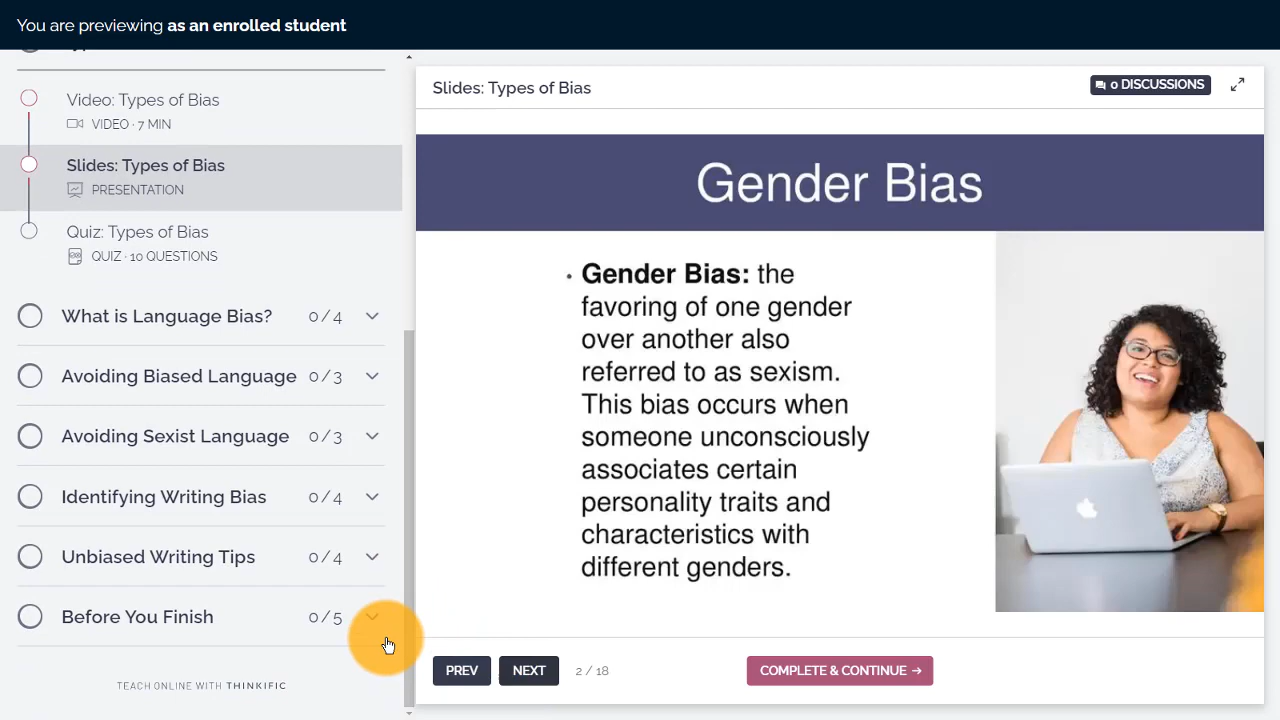 You are previewing as an enrolled student
Video: Types of Bias
VIDEO · 7 MIN
Slides: Types of Bias
PRESENTATION
Quiz: Types of Bias
QUIZ · 10 QUESTIONS
What is Language Bias? 0 / 4
Avoiding Biased Language 0 / 3
Avoiding Sexist Language 0 / 3
Identifying Writing Bias 0 / 4
Unbiased Writing Tips 0 / 4
Before You Finish 0 / 5
TEACH ONLINE WITH THINKIFIC
Slides: Types of Bias
0 DISCUSSIONS
Gender Bias
• Gender Bias: the
favoring of one gender
over another also
referred to as sexism.
This bias occurs when
someone unconsciously
associates certain
personality traits and
characteristics with
different genders.
PREV NEXT 2 / 18 COMPLETE & CONTINUE →